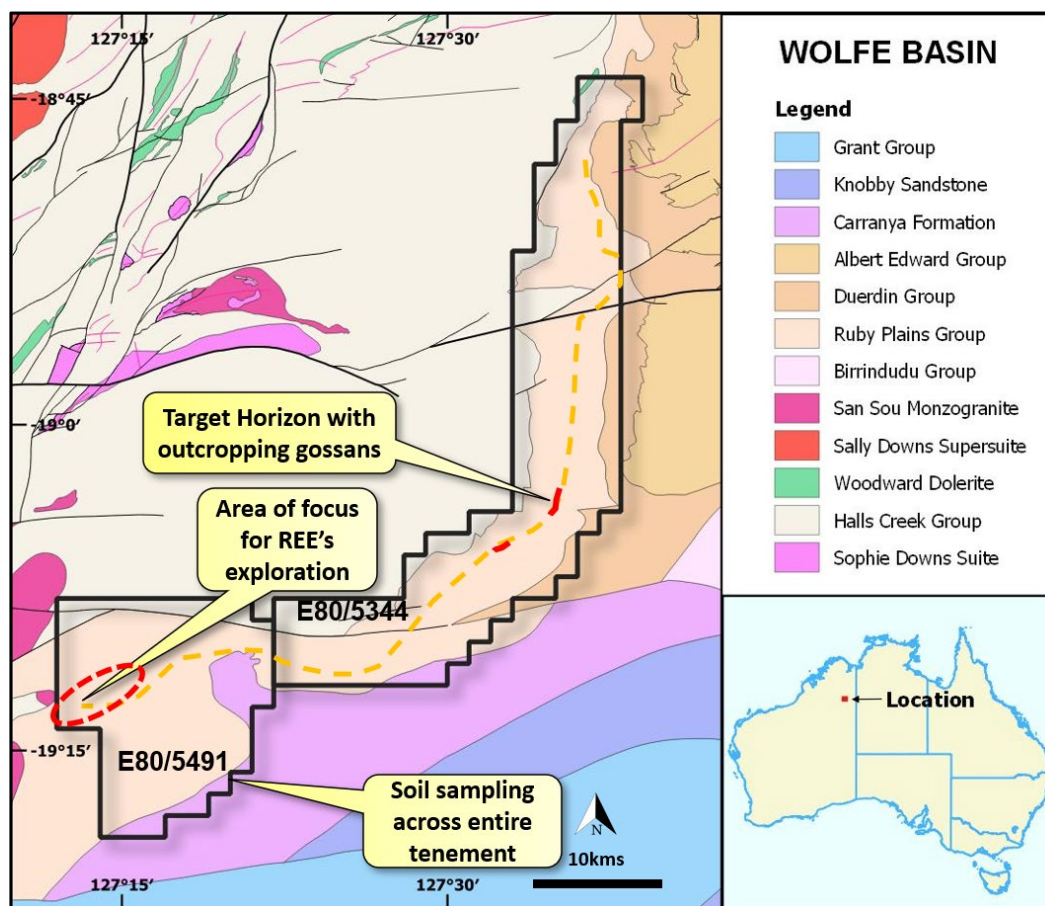 127°15′
127°30′
-18°45′
-19°0′
-19°15′
127°15′
127°30′
Target Horizon with
outcropping gossans
Area of focus
for REE's
exploration
E80/5344
E80/5491
Soil sampling
across entire
tenement
N
10kms
WOLFE BASIN
Legend
Grant Group
Knobby Sandstone
Carranya Formation
Albert Edward Group
Duerdin Group
Ruby Plains Group
Birrindudu Group
San Sou Monzogranite
Sally Downs Supersuite
Woodward Dolerite
Halls Creek Group
Sophie Downs Suite
Location